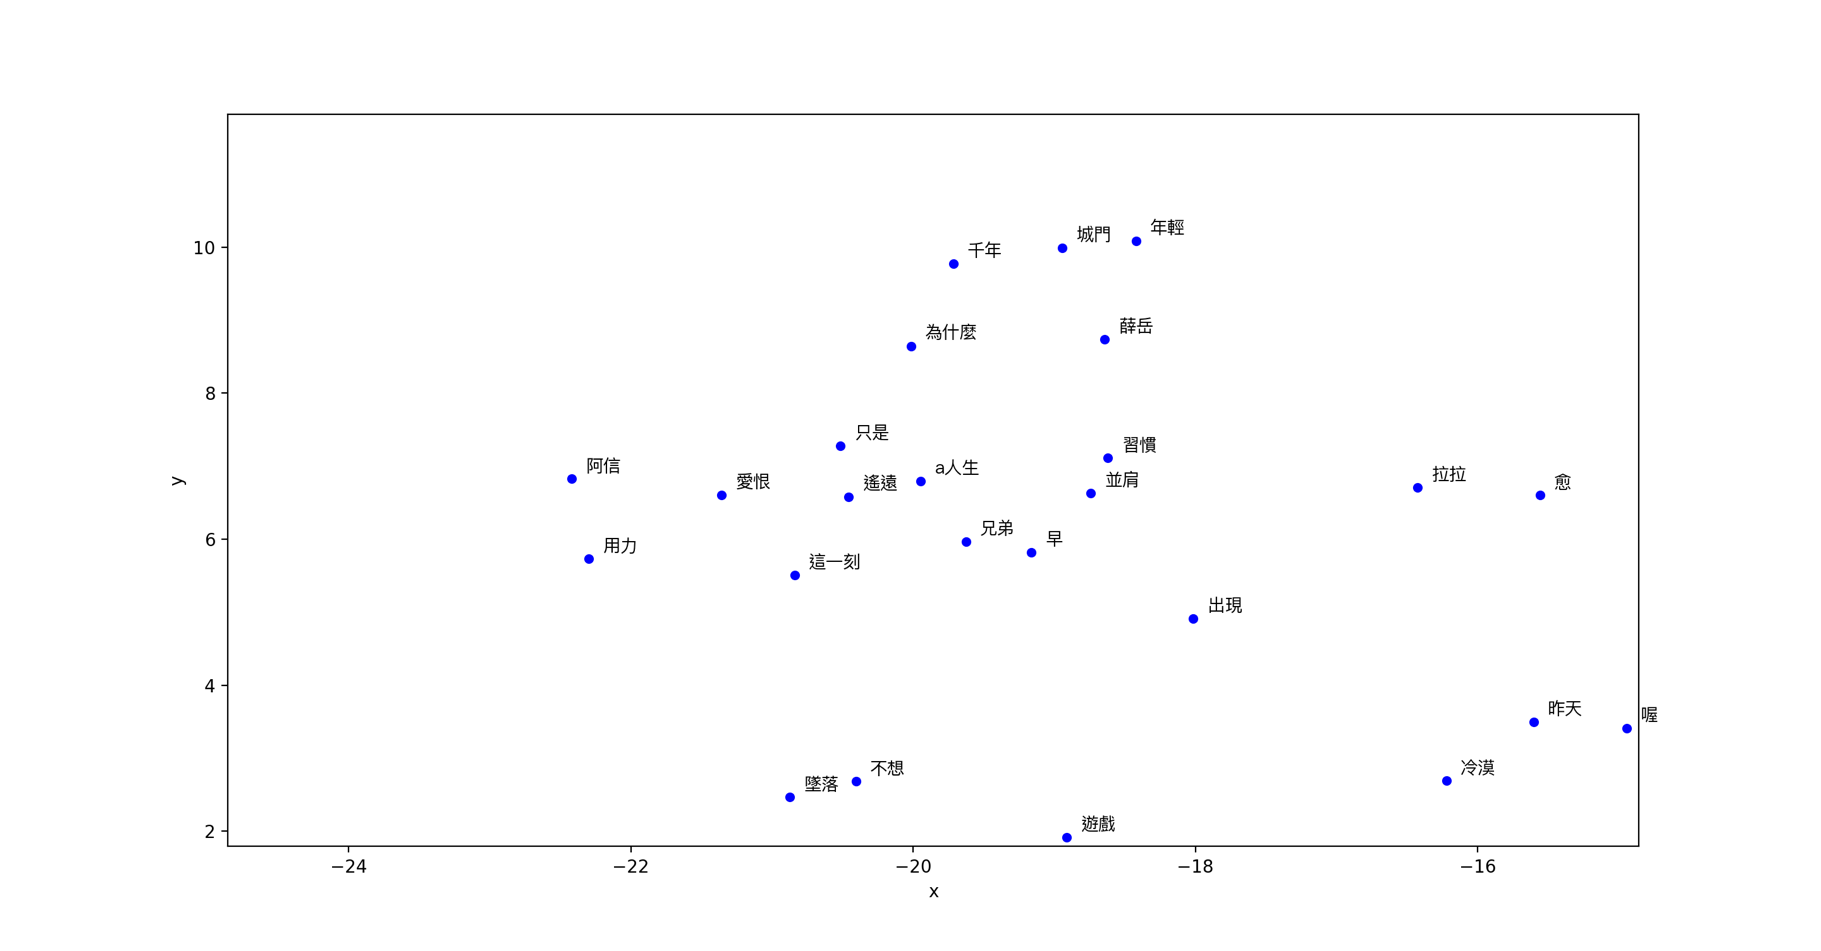 年輕
城門
千年
10
薛岳
為什麼
8
只是
習慣
阿信
a人生
拉拉
愛恨
遙遠
並肩
愈
y
兄弟
早
6
用力
這一刻
出現
4
昨天
喔
不想
冷漠
墜落
遊戲
2
−24 −22 −20 −18 −16
x